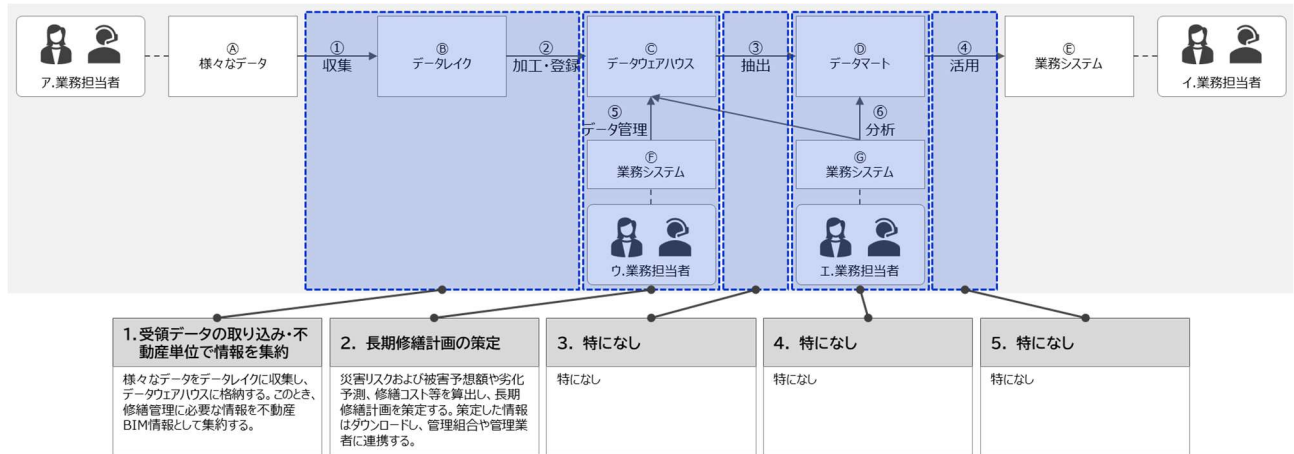 Ⓐ
様々なデータ
①
収集
Ⓑ
データレイク
②
加工・登録
Ⓒ
データウェアハウス
③
抽出
Ⓓ
データマート
④
活用
Ⓔ
業務システム
ア.業務担当者
イ.業務担当者
⑤
データ管理
⑥
分析
Ⓕ
業務システム
Ⓖ
業務システム
ウ.業務担当者
エ.業務担当者
1.受領データの取り込み・不
動産単位で情報を集約
様々なデータをデータレイクに収集し、
データウェアハウスに格納する。このとき、
修繕管理に必要な情報を不動産
BIM情報として集約する。
2. 長期修繕計画の策定
災害リスクおよび被害予想額や劣化
予測、修繕コスト等を算出し、長期
修繕計画を策定する。策定した情報
はダウンロードし、管理組合や管理業
者に連携する。
3. 特になし
特になし
4. 特になし
特になし
5. 特になし
特になし